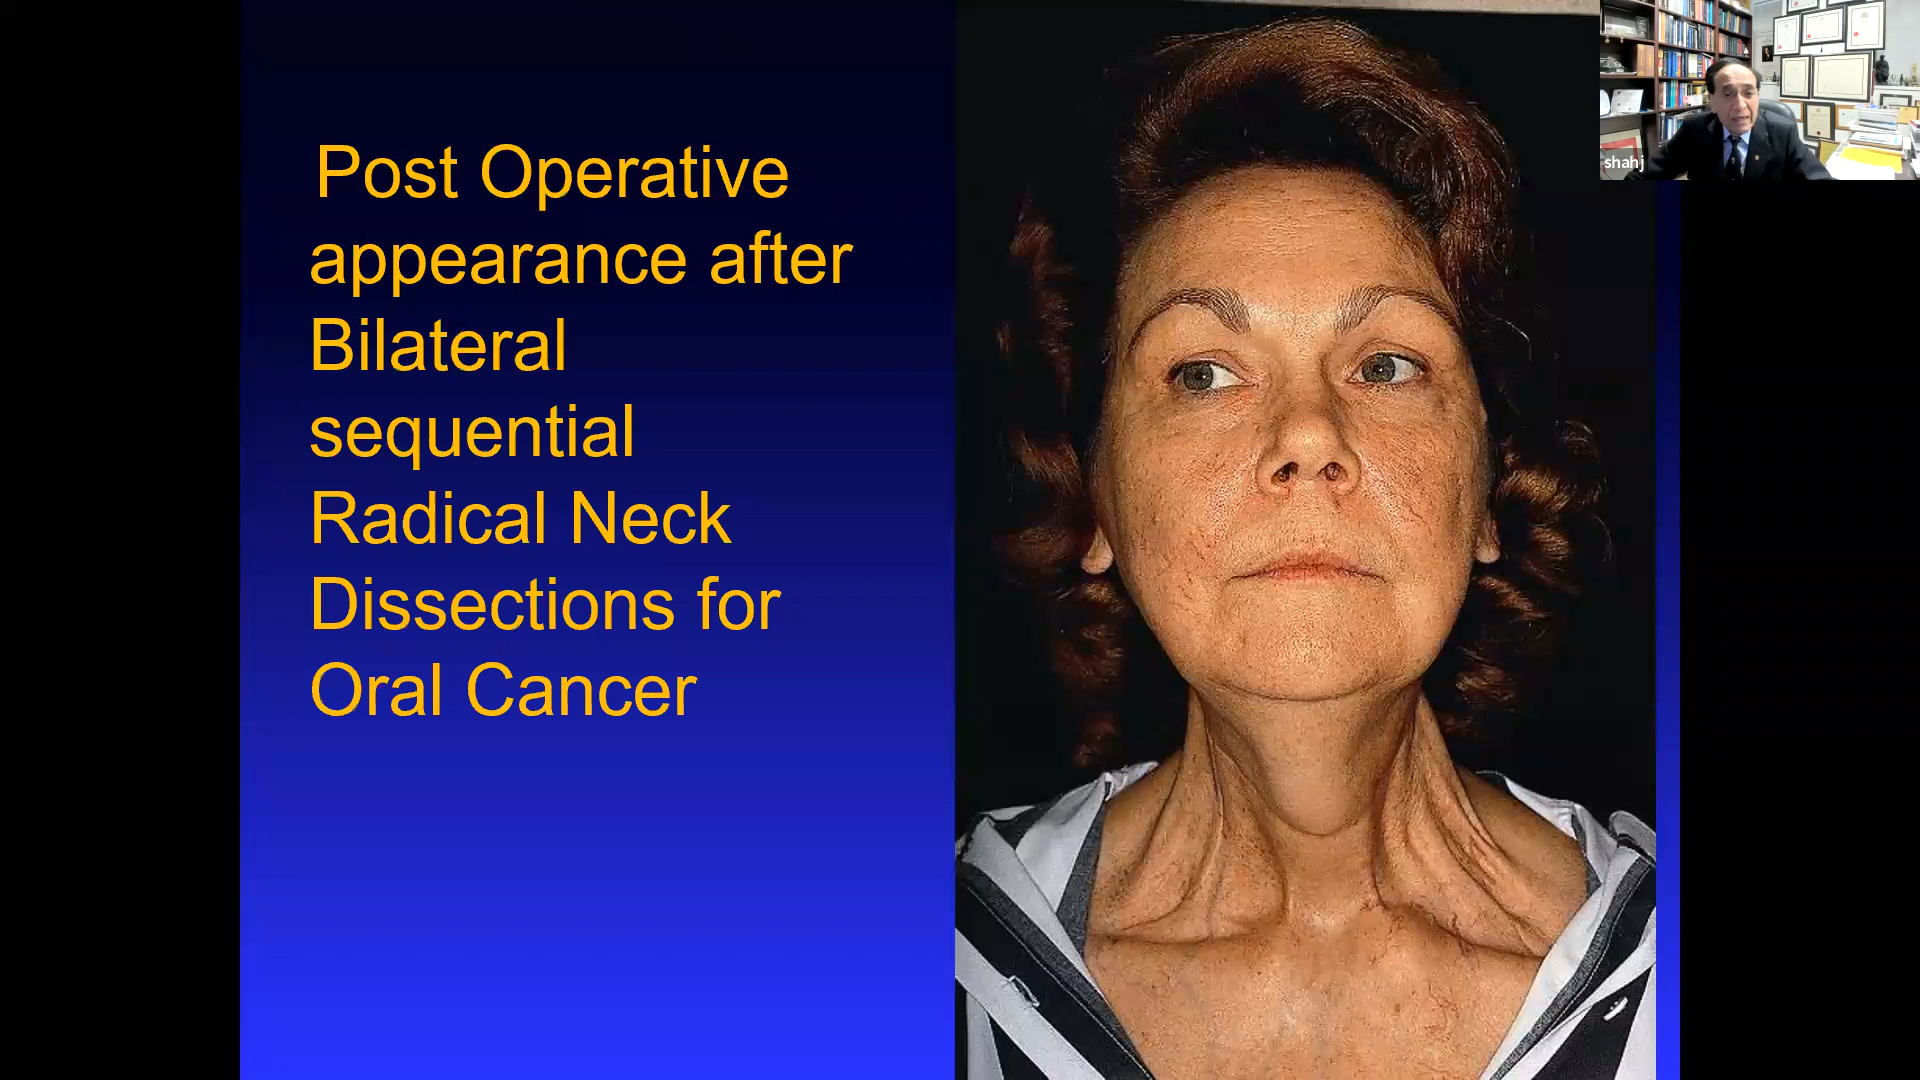 Post Operative
appearance after
Bilateral
sequential
Radical Neck
Dissections for
Oral Cancer
shahj